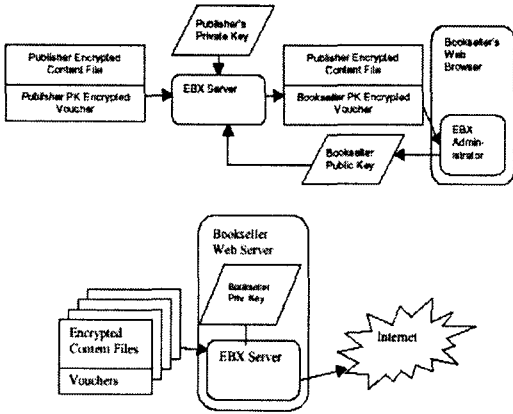 Publisher's
Private Key
Publisher Encrypted
Content File
Publisher PK Encrypted
Voucher
EBX Server
Publisher Encrypted
Content File
Bookseller PK Encrypted
Voucher
Bookseller's
Web
Browser
EBX
Admin-
istrator
Bookseller
Public Key
Bookseller
Web Server
Bookseller
Priv Key
Encrypted
Content Files
Vouchers
EBX Server
Internet